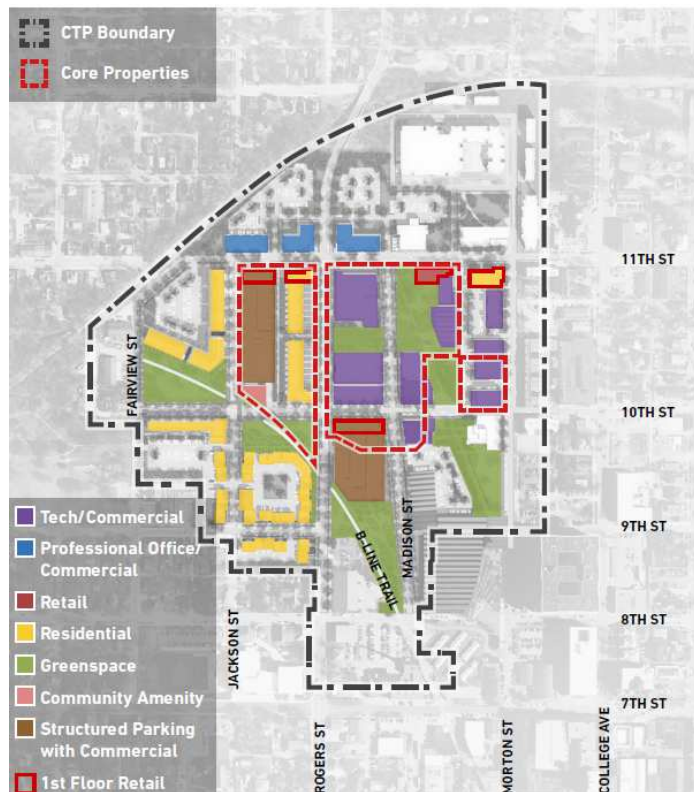 CTP Boundary
Core Properties
11TH ST
FAIRVIEW ST
10TH ST
Tech/Commercial
Professional Office/
Commercial
Retail
Residential
Greenspace
Community Amenity
Structured Parking
with Commercial
1st Floor Retail
MADISON ST
9TH ST
B-LINE TRAIL
8TH ST
JACKSON ST
7TH ST
ROGERS ST
MORTON ST
COLLEGE AVE